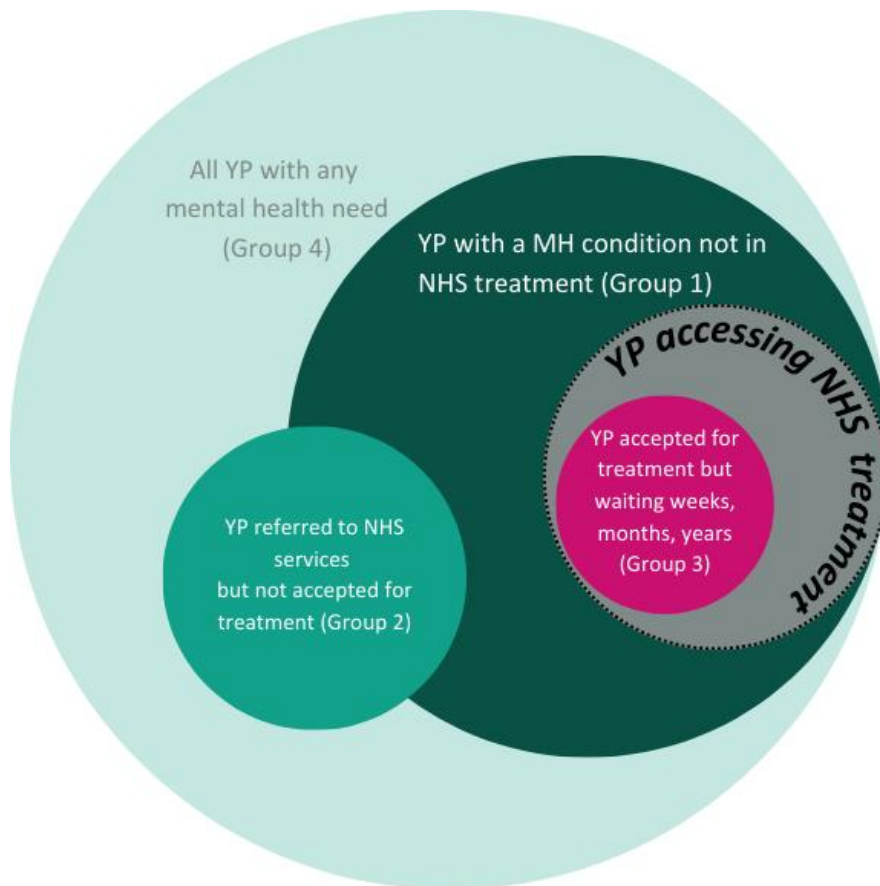 All YP with any
mental health need
(Group 4)
YP with a MH condition not in
NHS treatment (Group 1)
YP accessing NHS treatment
YP accepted for
treatment but
waiting weeks,
months, years
(Group 3)
YP referred to NHS
services
but not accepted for
treatment (Group 2)